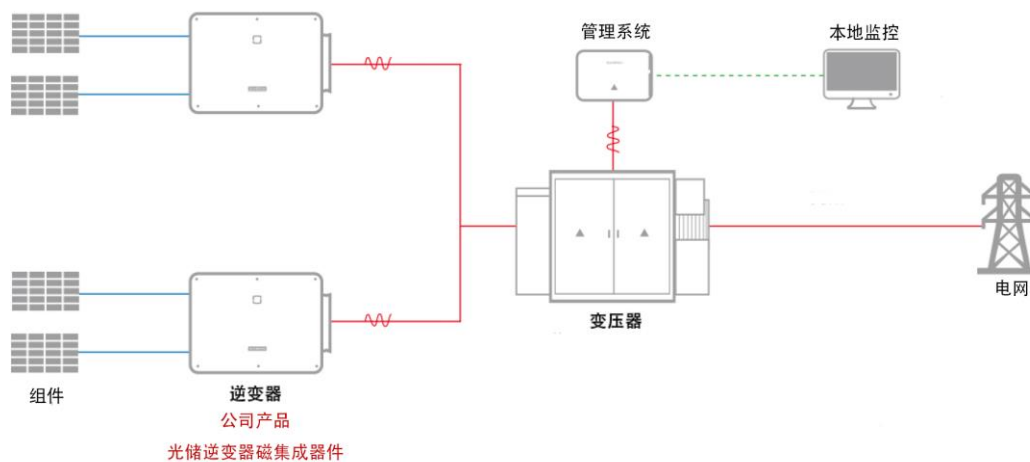 管理系统
本地监控
电网
变压器
组件
逆变器
公司产品
光储逆变器磁集成器件